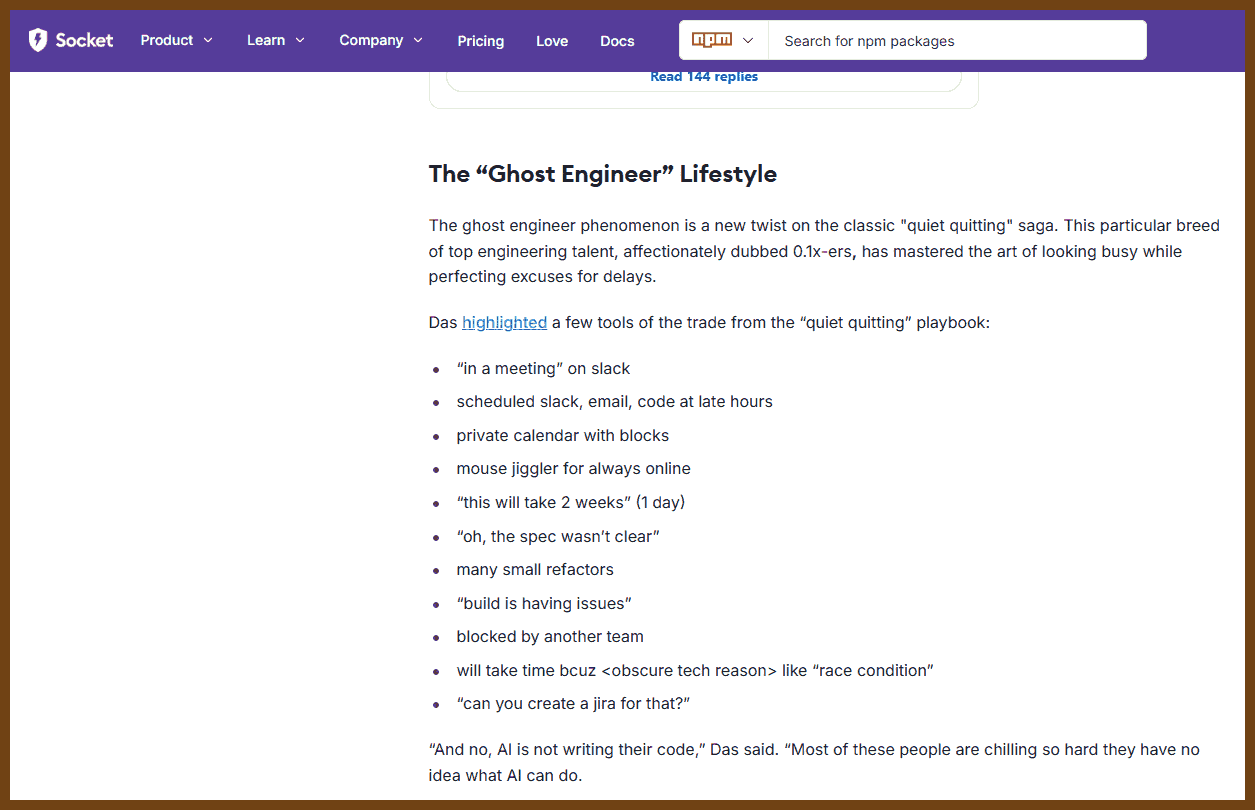 Socket
Product
Learn
Company
Pricing
Love
Docs
npm
Search for npm packages
Read 144 replies
The “Ghost Engineer” Lifestyle
The ghost engineer phenomenon is a new twist on the classic "quiet quitting" saga. This particular breed
of top engineering talent, affectionately dubbed 0.1x-ers, has mastered the art of looking busy while
perfecting excuses for delays.
Das highlighted a few tools of the trade from the “quiet quitting” playbook:
• “in a meeting” on slack
• scheduled slack, email, code at late hours
• private calendar with blocks
• mouse jiggler for always online
• “this will take 2 weeks” (1 day)
• “oh, the spec wasn’t clear”
• many small refactors
• “build is having issues”
• blocked by another team
• will take time bcuz <obscure tech reason> like “race condition”
• “can you create a jira for that?”
“And no, AI is not writing their code,” Das said. “Most of these people are chilling so hard they have no
idea what AI can do.